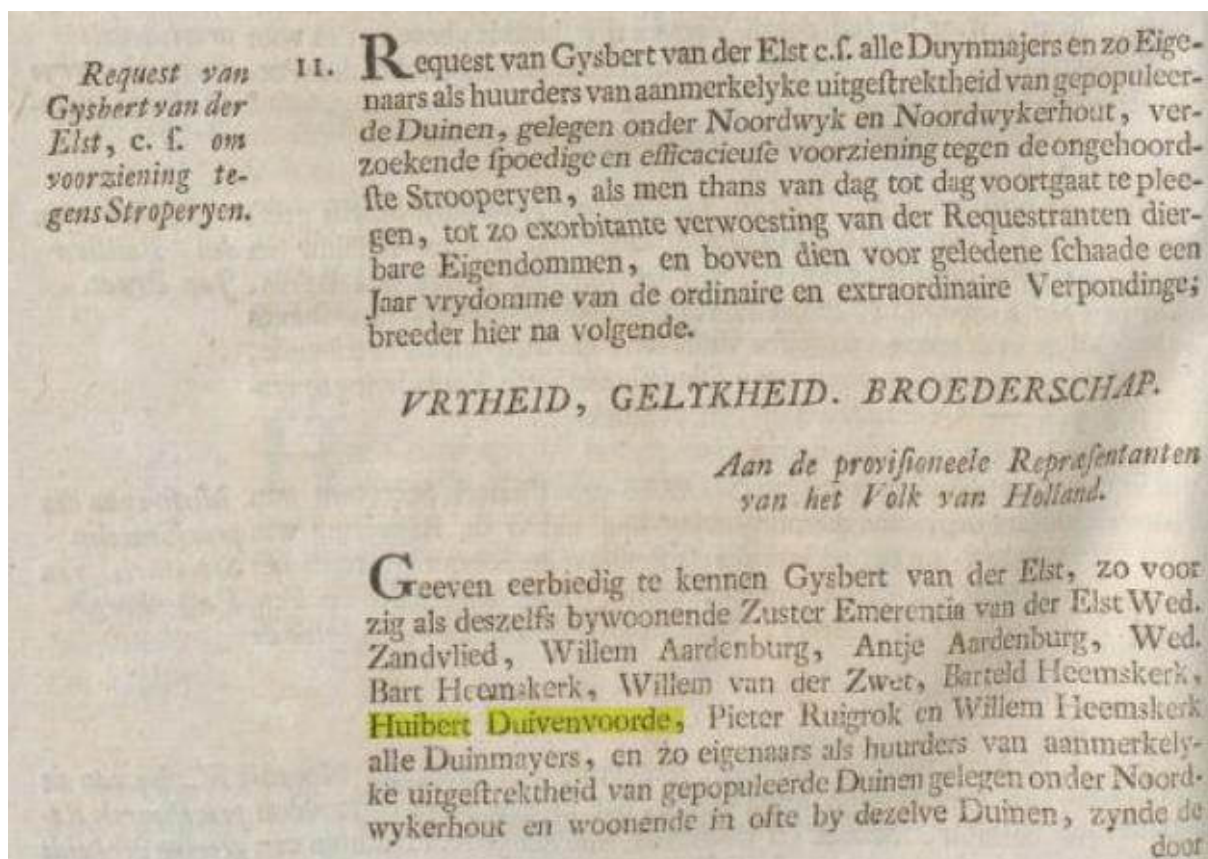 Request van
Gysbert van der
Elst, c. ſ. om
voorziening te-
gens Stroperyen.
11. Request van Gysbert van der Elst c.ſ. alle Duynmajers en zo Eige-
naars als huurders van aanmerkelyke uitgeſtrektheid van gepopuleer-
de Duinen, gelegen onder Noordwyk en Noordwykerhout, ver-
zoekende ſpoedige en efficacieuſe voorziening tegen de ongehoord-
ſte Strooperyen, als men thans van dag tot dag voortgaat te plee-
gen, tot zo exorbitante verwoesting van der Requestranten dier-
bare Eigendommen, en boven dien voor geledene ſchaade een
Jaar vrydomme van de ordinaire en extraordinaire Verpondinge;
breeder hier na volgende.
VRYHEID, GELYKHEID. BROEDERSCHAP.
Aan de proviſioneele Repræſentanten
van het Volk van Holland.
Geeven eerbiedig te kennen Gysbert van der Elst, zo voor
zig als deszelfs bywoonende Zuster Emerentia van der Elst Wed.
Zandvlied, Willem Aardenburg, Antje Aardenburg, Wed.
Bart Heemskerk, Willem van der Zwet, Barteld Heemskerk,
Huibert Duivenvoorde, Pieter Ruigrok en Willem Heemskerk
alle Duinmayers, en zo eigenaars als huurders van aanmerkely-
ke uitgeſtrektheid van gepopuleerde Duinen gelegen onder Noord-
wykerhout en woonende in ofte by dezelve Duinen, zynde de
door